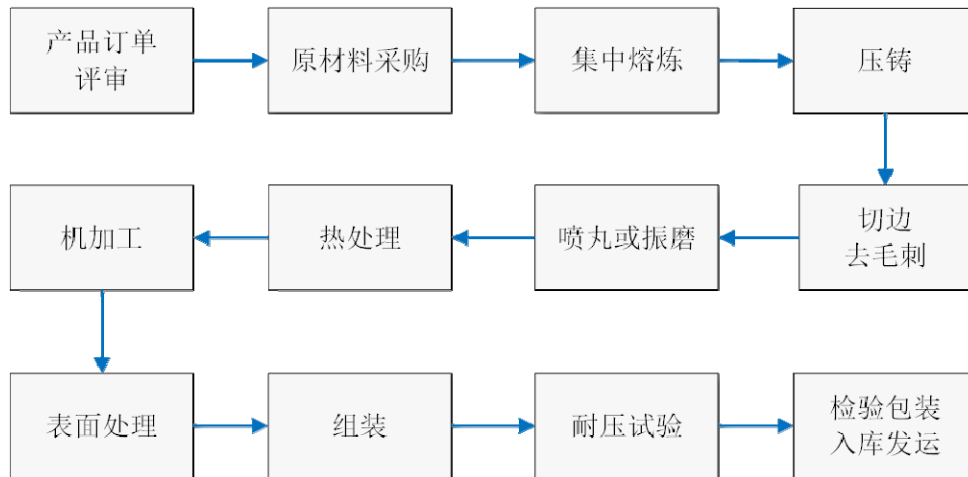 产品订单
评审
原材料采购
集中熔炼
压铸
切边
去毛刺
喷丸或振磨
热处理
机加工
表面处理
组装
耐压试验
检验包装
入库发运